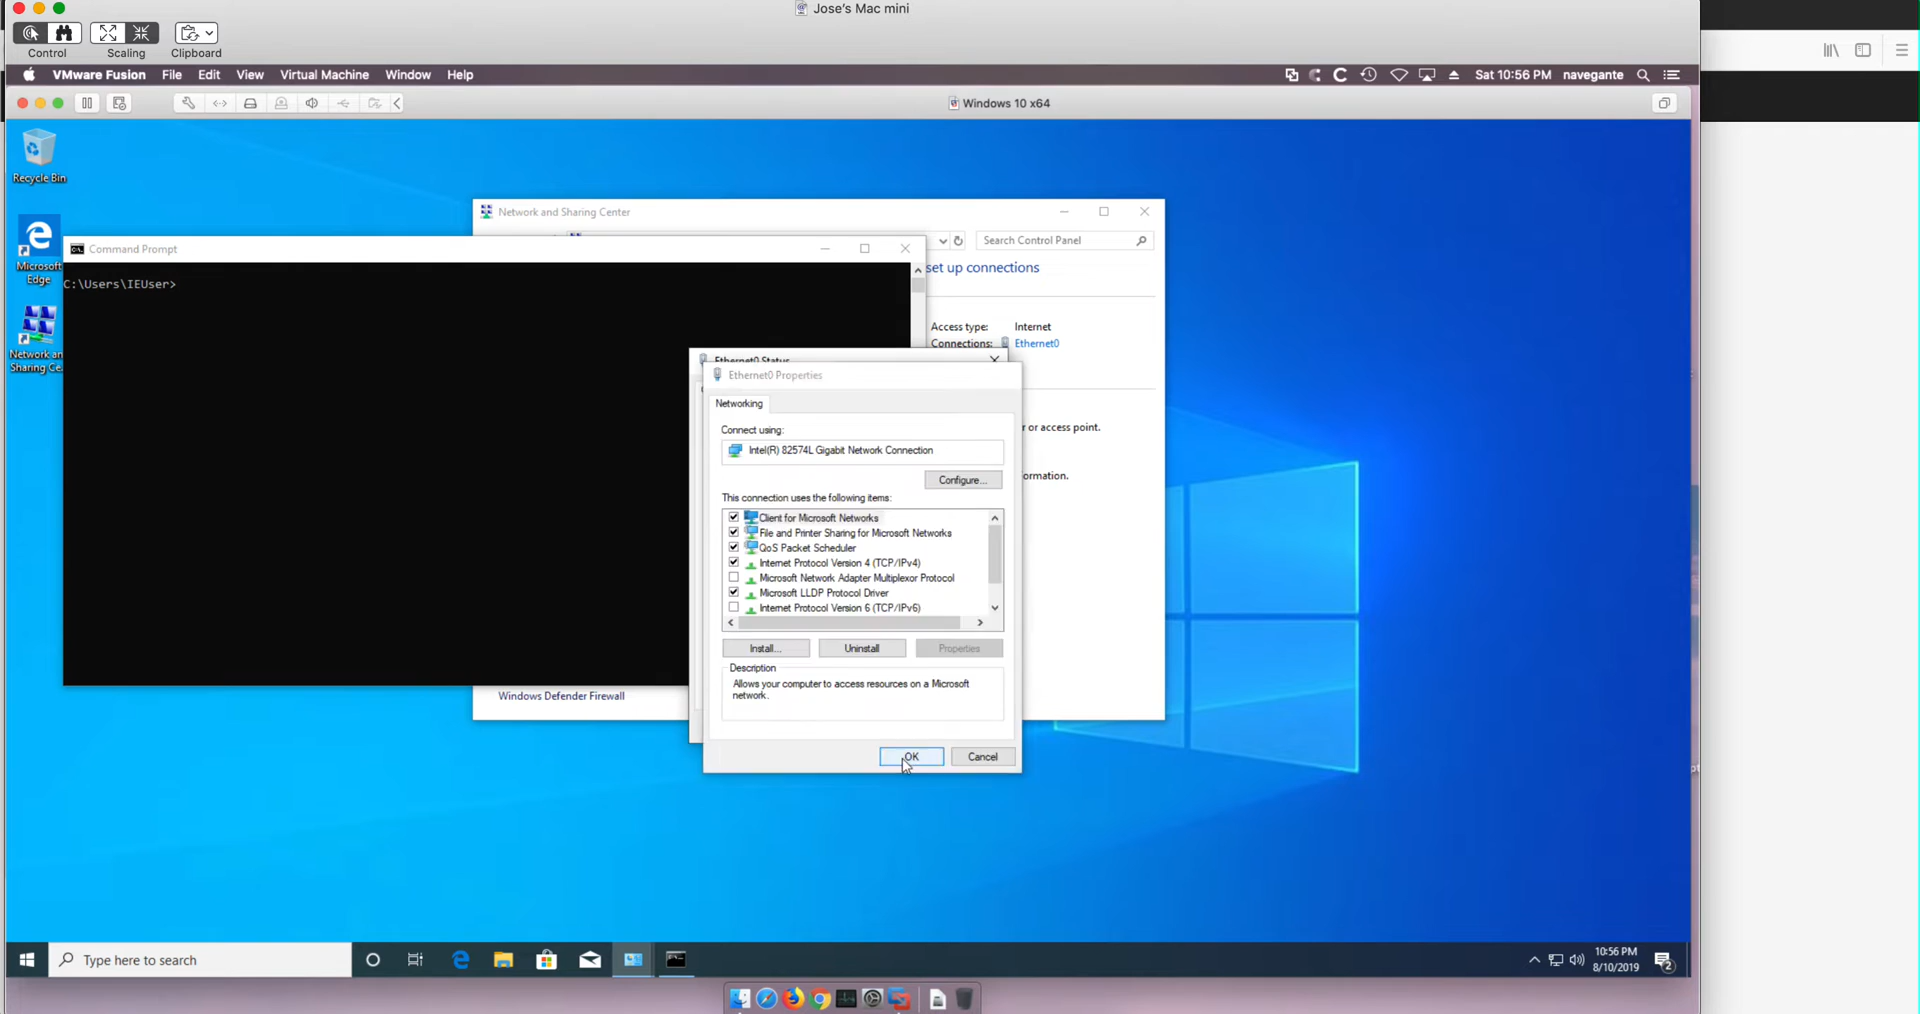 Jose's Mac mini
Control
Scaling
Clipboard
VMware Fusion File Edit View Virtual Machine Window Help
Sat 10:56 PM navegante
Windows 10 x64
Recycle Bin
Microsoft
Edge
Network an
Sharing Ce
Network and Sharing Center
Search Control Panel
set up connections
Access type: Internet
Connections: Ethernet0
r or access point.
ormation.
Windows Defender Firewall
Command Prompt
C:\Users\IEUser>
Ethernet0 Status
Ethernet0 Properties
Networking
Connect using:
Intel(R) 82574L Gigabit Network Connection
Configure...
This connection uses the following items:
Client for Microsoft Networks
File and Printer Sharing for Microsoft Networks
QoS Packet Scheduler
Internet Protocol Version 4 (TCP/IPv4)
Microsoft Network Adapter Multiplexor Protocol
Microsoft LLDP Protocol Driver
Internet Protocol Version 6 (TCP/IPv6)
Install...
Uninstall
Properties
Description
Allows your computer to access resources on a Microsoft
network.
OK
Cancel
Type here to search
10:56 PM
8/10/2019
2